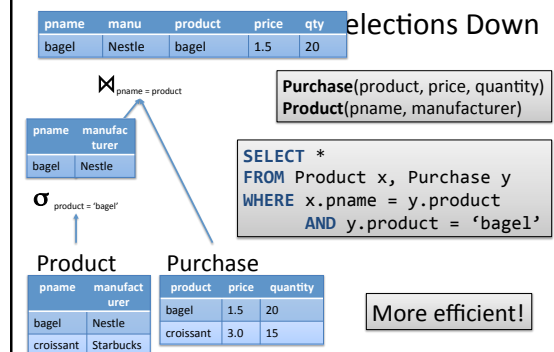 elections Down
pname manu product price qty
bagel Nestle bagel 1.5 20
⋈ pname = product
Purchase(product, price, quantity)
Product(pname, manufacturer)
pname manufac
turer
bagel Nestle
SELECT *
FROM Product x, Purchase y
WHERE x.pname = y.product
AND y.product = ‘bagel’
σ product = ‘bagel’
Product
pname manufact
urer
bagel Nestle
croissant Starbucks
Purchase
product price quantity
bagel 1.5 20
croissant 3.0 15
More efficient!